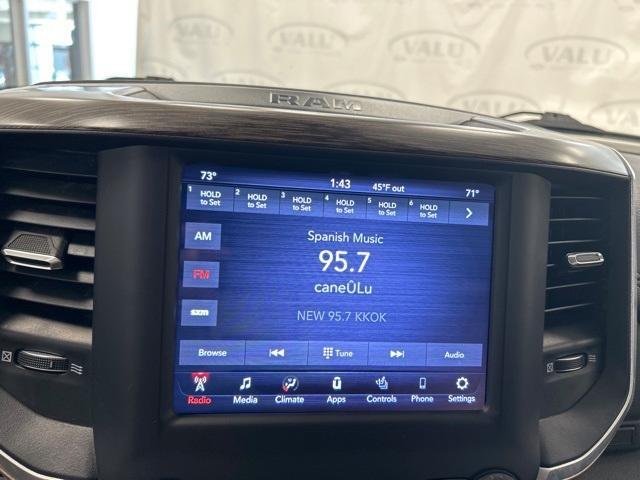 VALU VALU VALU VALU
VALU VALU
RAM
73° 1:43 45°F out 71°
1 HOLD to Set 2 HOLD to Set 3 HOLD to Set 4 HOLD to Set 5 HOLD to Set 6 HOLD to Set
AM
FM
sxm
Spanish Music
95.7
caneÛLu
NEW 95.7 KKOK
Browse Tune Audio
Radio Media Climate Apps Controls Phone Settings